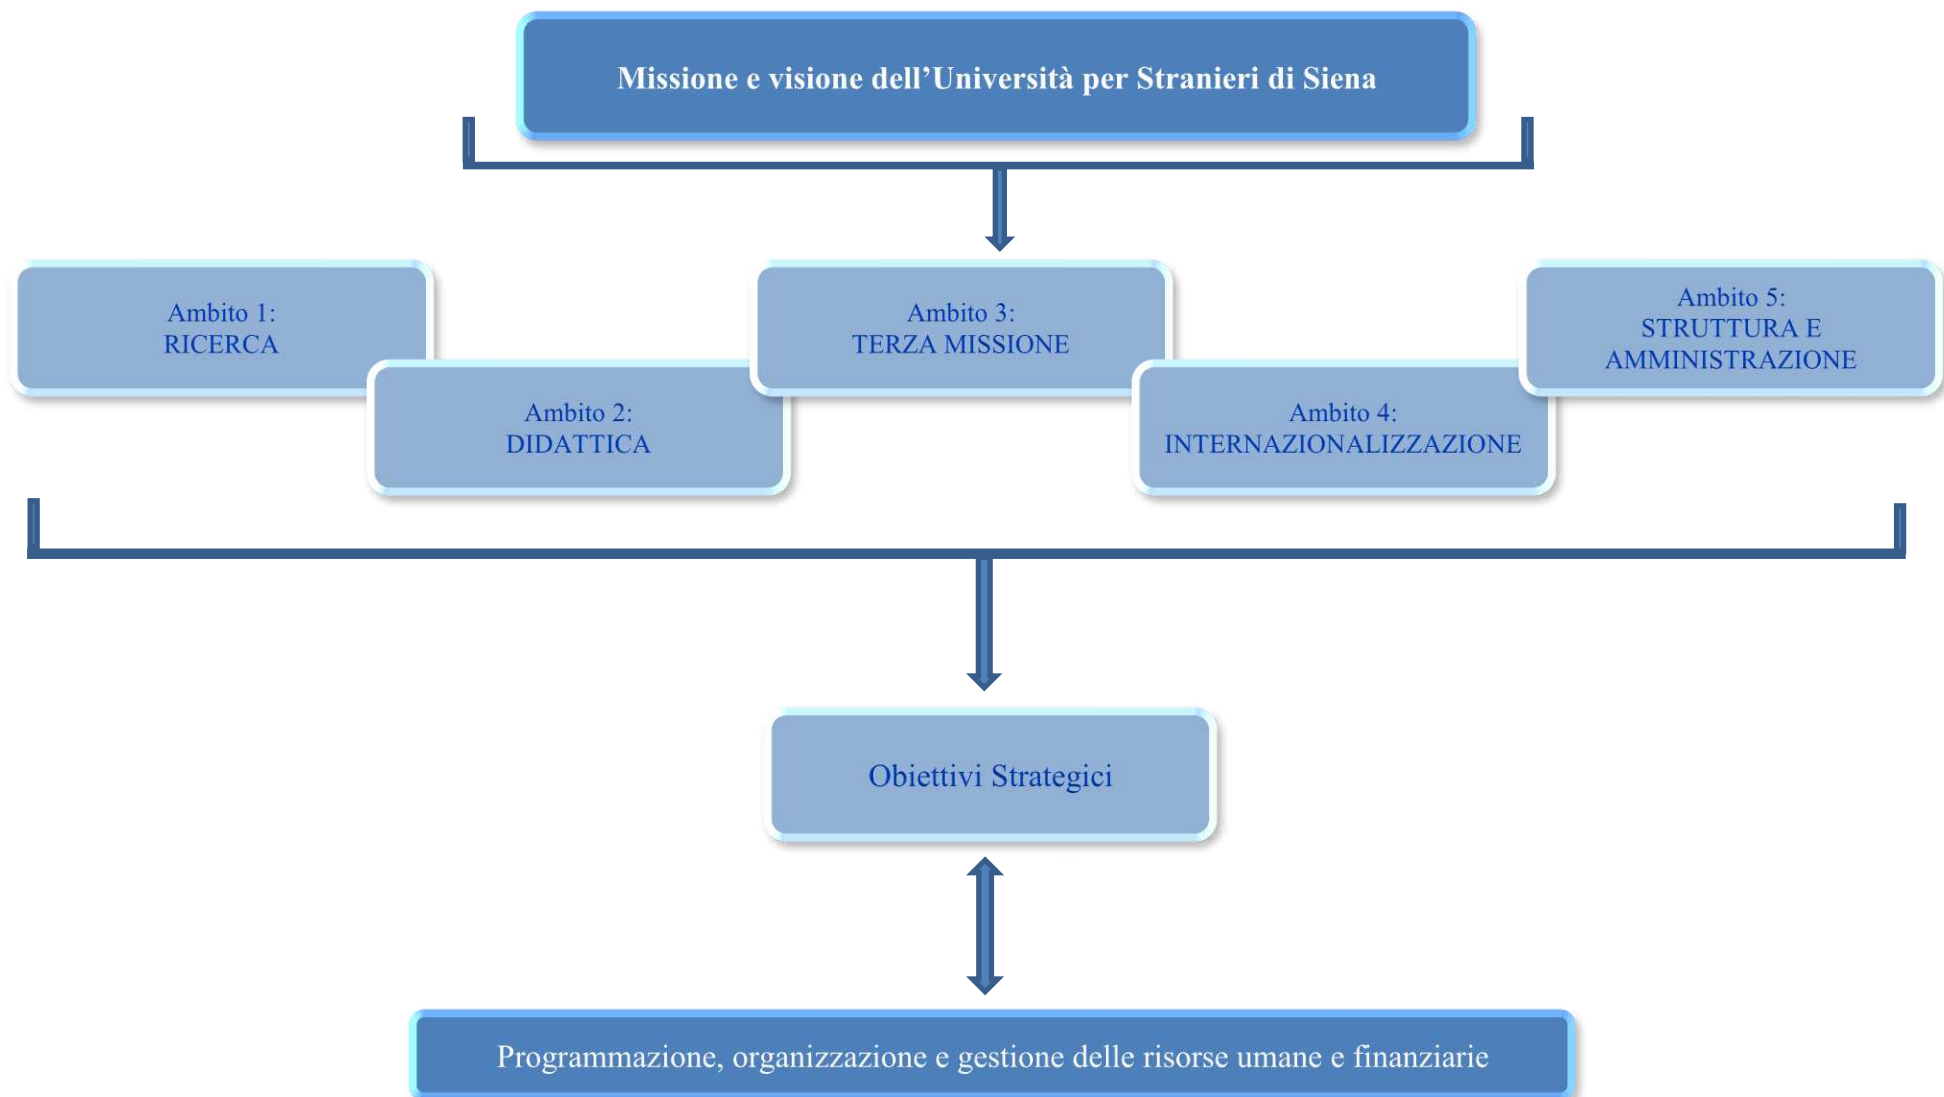 Missione e visione dell’Università per Stranieri di Siena
Ambito 1:
RICERCA
Ambito 2:
DIDATTICA
Ambito 3:
TERZA MISSIONE
Ambito 4:
INTERNAZIONALIZZAZIONE
Ambito 5:
STRUTTURA E
AMMINISTRAZIONE
Obiettivi Strategici
Programmazione, organizzazione e gestione delle risorse umane e finanziarie